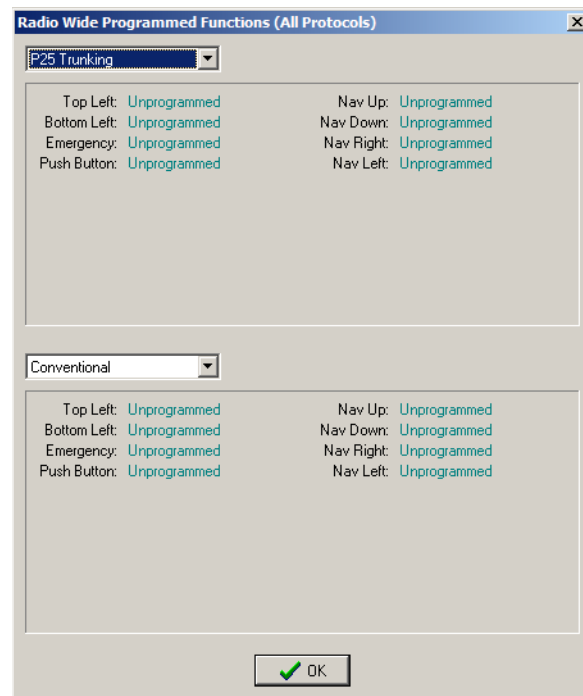 Radio Wide Programmed Functions (All Protocols)
P25 Trunking
Top Left: Unprogrammed Nav Up: Unprogrammed
Bottom Left: Unprogrammed Nav Down: Unprogrammed
Emergency: Unprogrammed Nav Right: Unprogrammed
Push Button: Unprogrammed Nav Left: Unprogrammed
Conventional
Top Left: Unprogrammed Nav Up: Unprogrammed
Bottom Left: Unprogrammed Nav Down: Unprogrammed
Emergency: Unprogrammed Nav Right: Unprogrammed
Push Button: Unprogrammed Nav Left: Unprogrammed
OK